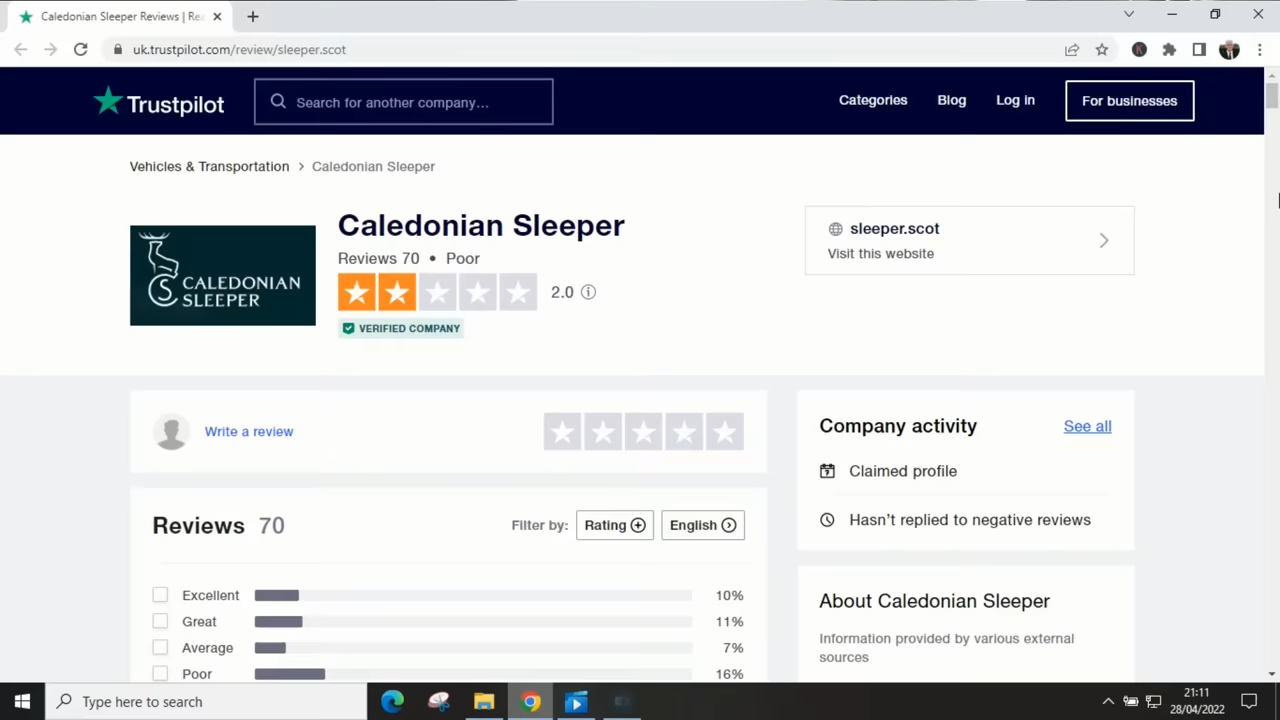 Caledonian Sleeper Reviews | Re
uk.trustpilot.com/review/sleeper.scot
Trustpilot
Search for another company...
Categories
Blog
Log in
For businesses
Vehicles & Transportation > Caledonian Sleeper
CALEDONIAN
SLEEPER
Caledonian Sleeper
Reviews 70 • Poor
2.0
VERIFIED COMPANY
sleeper.scot
Visit this website
Write a review
Company activity
See all
Claimed profile
Hasn't replied to negative reviews
Reviews 70
Filter by:
Rating
English
Excellent 10%
Great 11%
Average 7%
Poor 16%
About Caledonian Sleeper
Information provided by various external
sources
Type here to search
21:11
28/04/2022